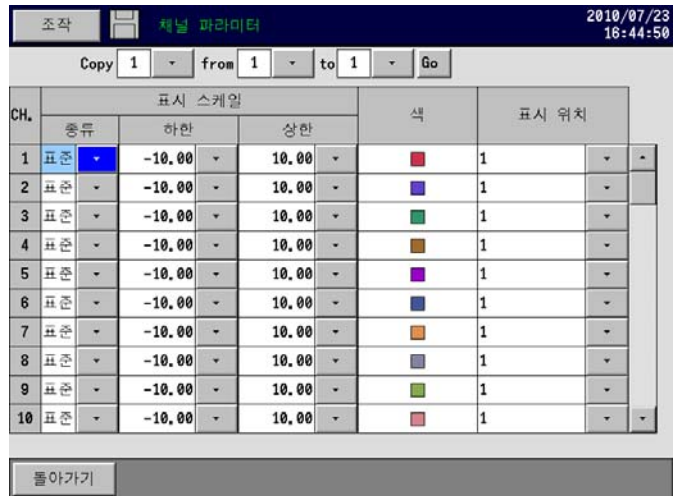 조작 채널 파라미터 2010/07/23
16:44:50
Copy 1 from 1 to 1 Go
CH. 표시 스케일 색 표시 위치
종류 하한 상한
1 표준 -10.00 10.00 1
2 표준 -10.00 10.00 1
3 표준 -10.00 10.00 1
4 표준 -10.00 10.00 1
5 표준 -10.00 10.00 1
6 표준 -10.00 10.00 1
7 표준 -10.00 10.00 1
8 표준 -10.00 10.00 1
9 표준 -10.00 10.00 1
10 표준 -10.00 10.00 1
돌아가기